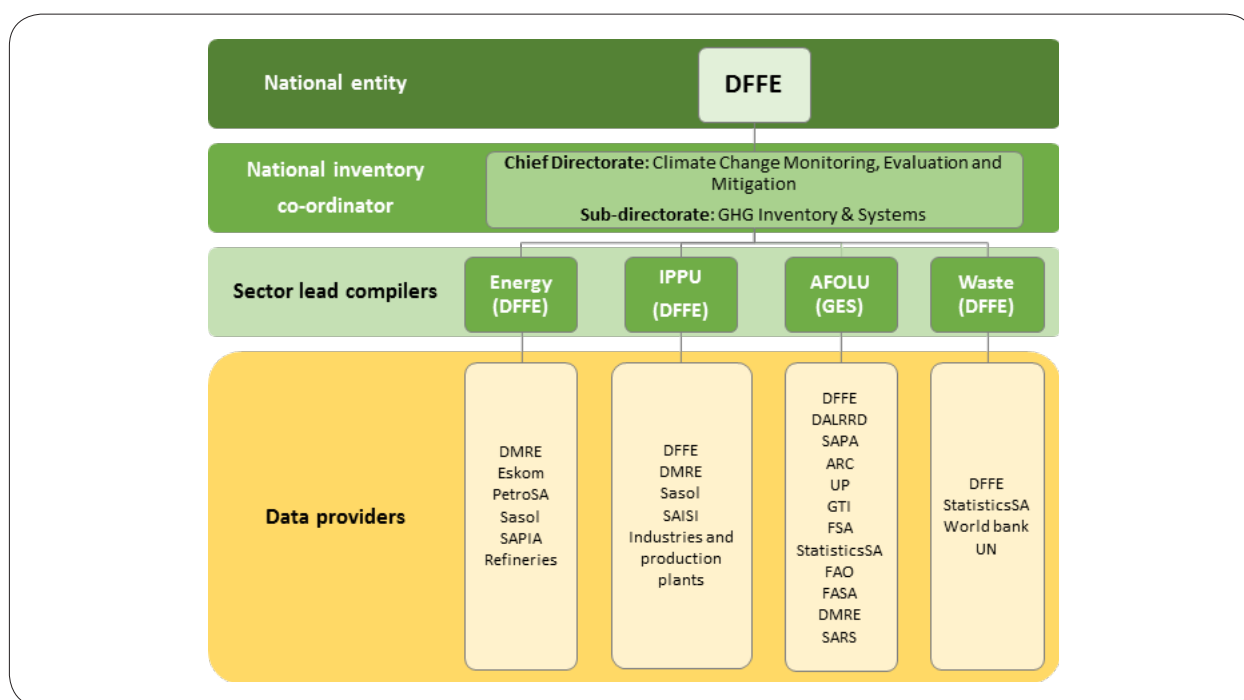 National entity
DFFE
National inventory
co-ordinator
Chief Directorate: Climate Change Monitoring, Evaluation and
Mitigation
Sub-directorate: GHG Inventory & Systems
Sector lead compilers
Energy
(DFFE)
IPPU
(DFFE)
AFOLU
(GES)
Waste
(DFFE)
Data providers
DMRE
Eskom
PetroSA
Sasol
SAPIA
Refineries
DFFE
DMRE
Sasol
SAISI
Industries and
production
plants
DFFE
DALRRD
SAPA
ARC
UP
GTI
FSA
StatisticsSA
FAO
FASA
DMRE
SARS
DFFE
StatisticsSA
World bank
UN